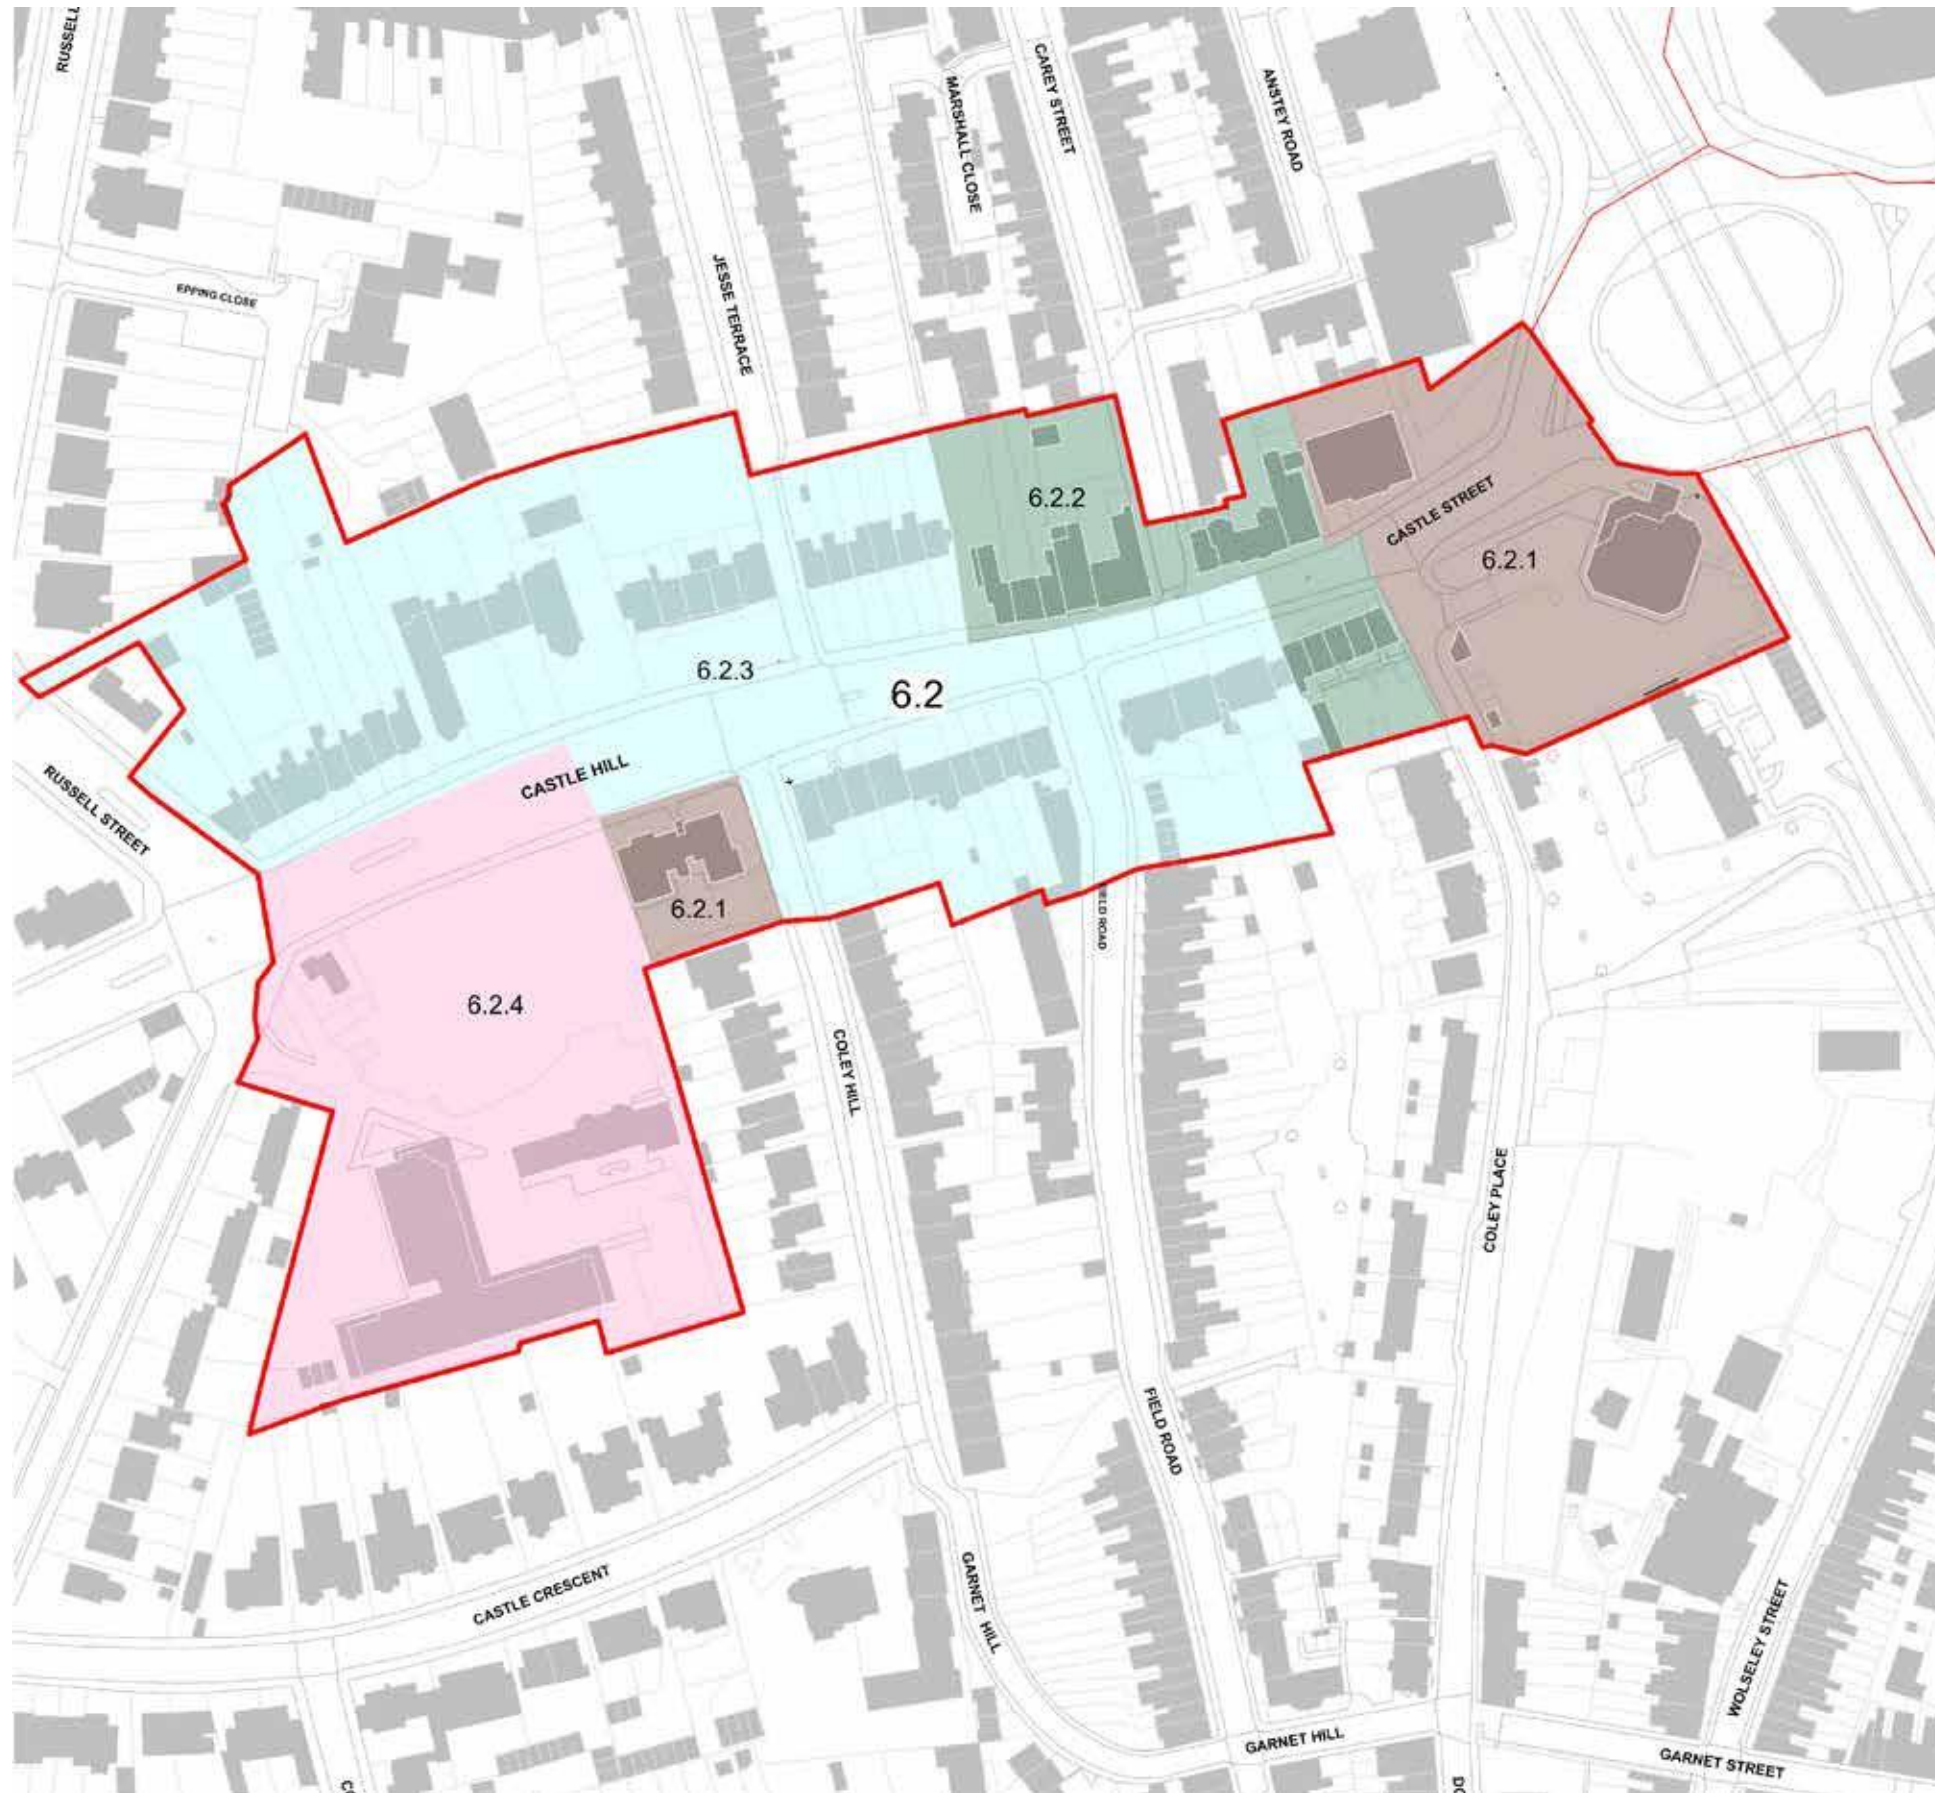 RUSSELL
CAREY STREET
MARSHALL CLOSE
ANSTEY ROAD
JESSE TERRACE
EPPING CLOSE
6.2.2
CASTLE STREET
6.2.1
6.2.3
6.2
CASTLE HILL
RUSSELL STREET
6.2.1
6.2.4
COLEY HILL
COLEY PLACE
FIELD ROAD
CASTLE CRESCENT
GARNET HILL
WOLSELEY STREET
GARNET HILL
GARNET STREET